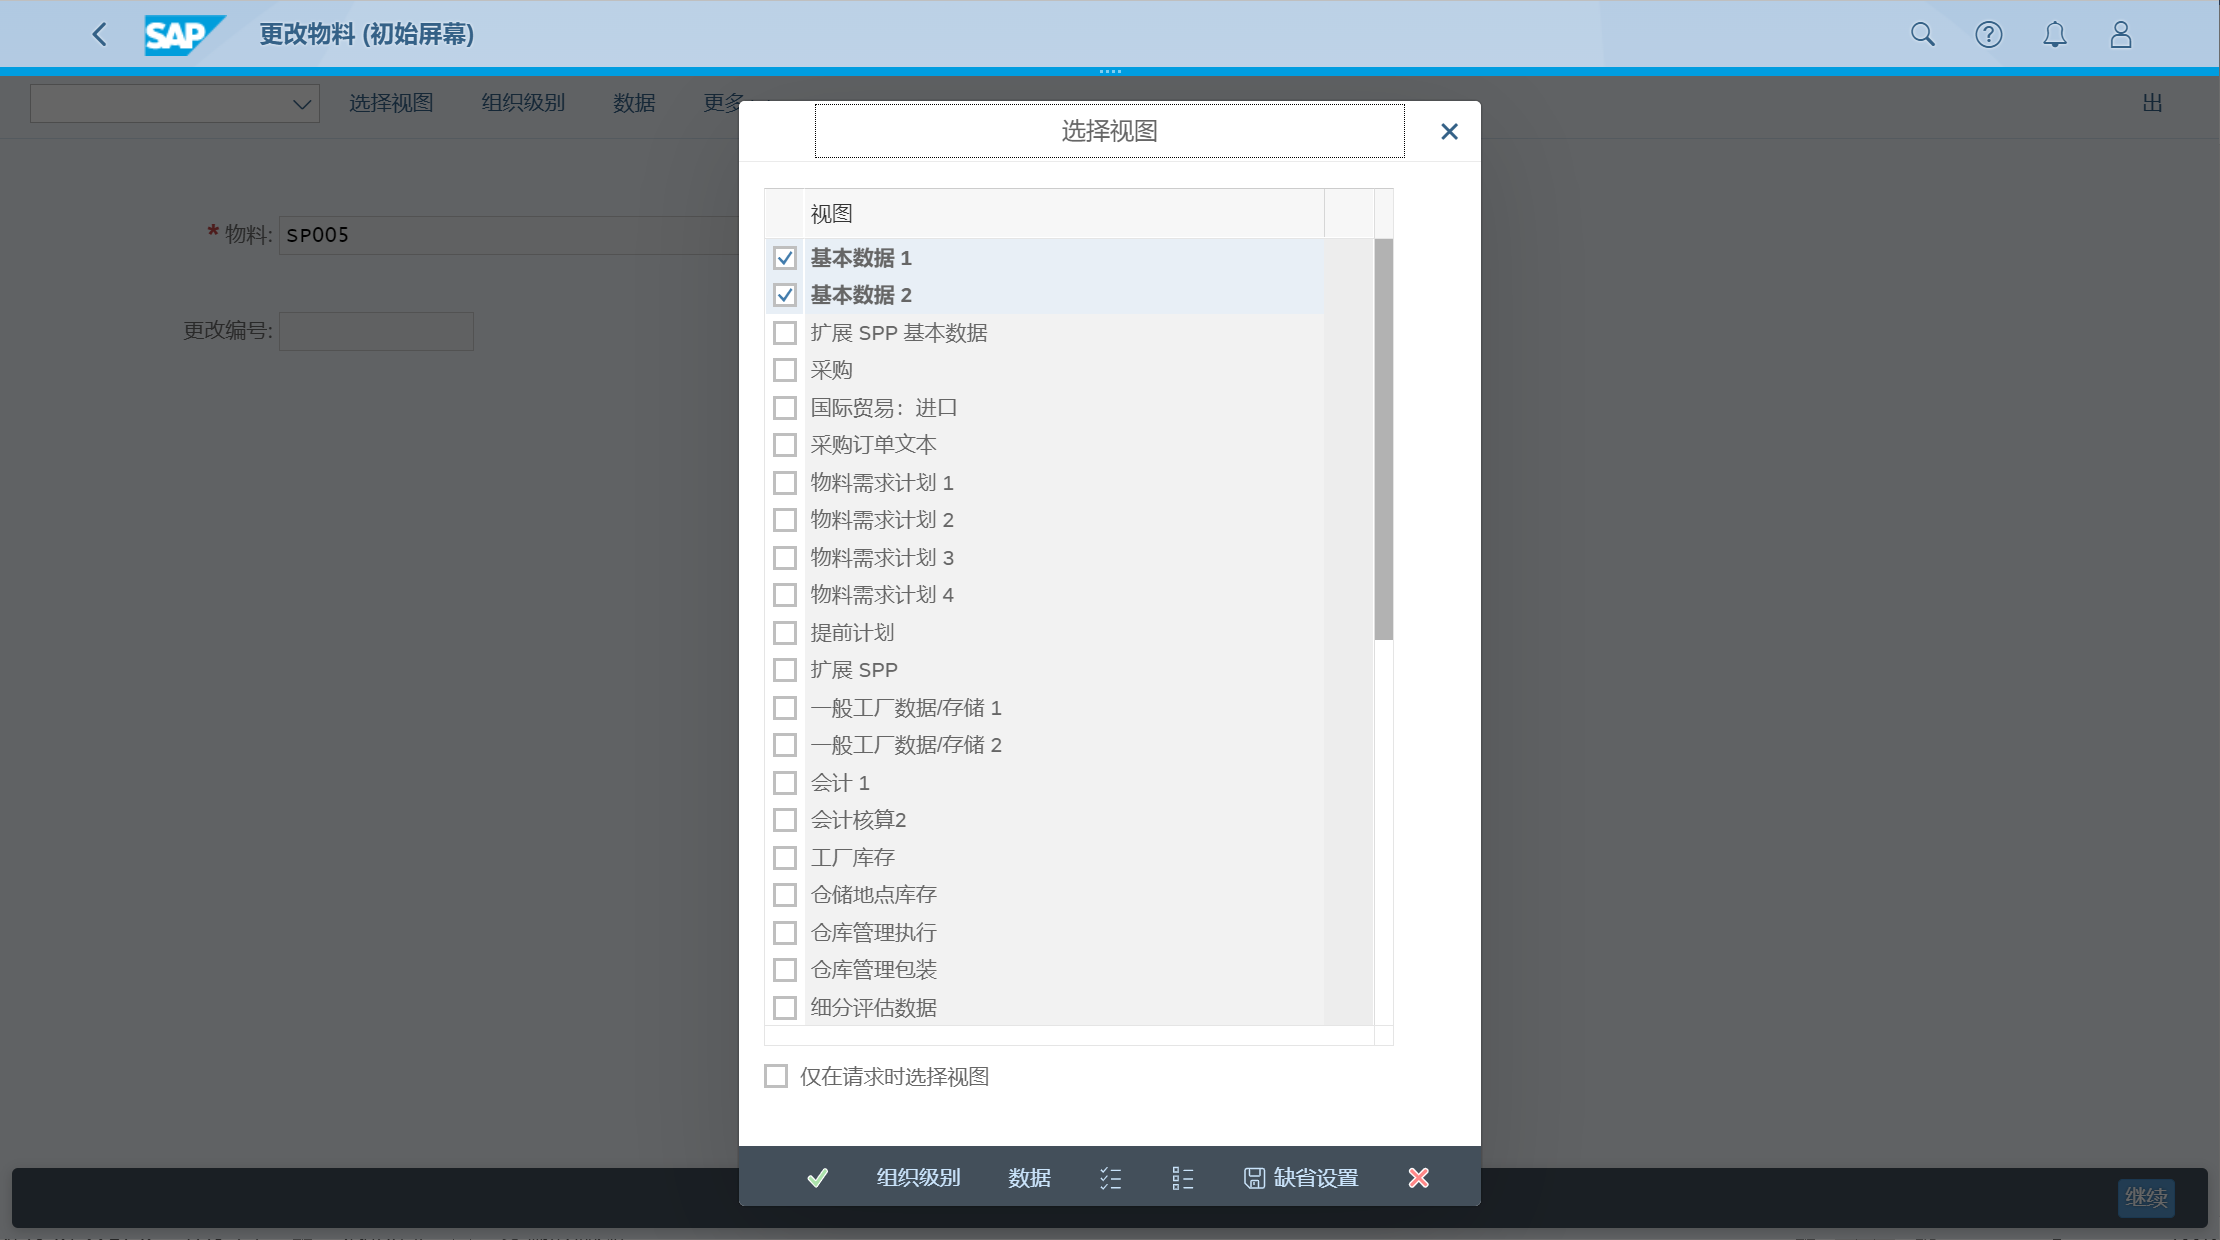 SAP 更改物料 (初始屏幕)
选择视图 组织级别 数据 更多
出
选择视图
* 物料: SP005
更改编号:
视图
基本数据 1
基本数据 2
扩展 SPP 基本数据
采购
国际贸易：进口
采购订单文本
物料需求计划 1
物料需求计划 2
物料需求计划 3
物料需求计划 4
提前计划
扩展 SPP
一般工厂数据/存储 1
一般工厂数据/存储 2
会计 1
会计核算2
工厂库存
仓储地点库存
仓库管理执行
仓库管理包装
细分评估数据
仅在请求时选择视图
组织级别 数据 缺省设置
继续